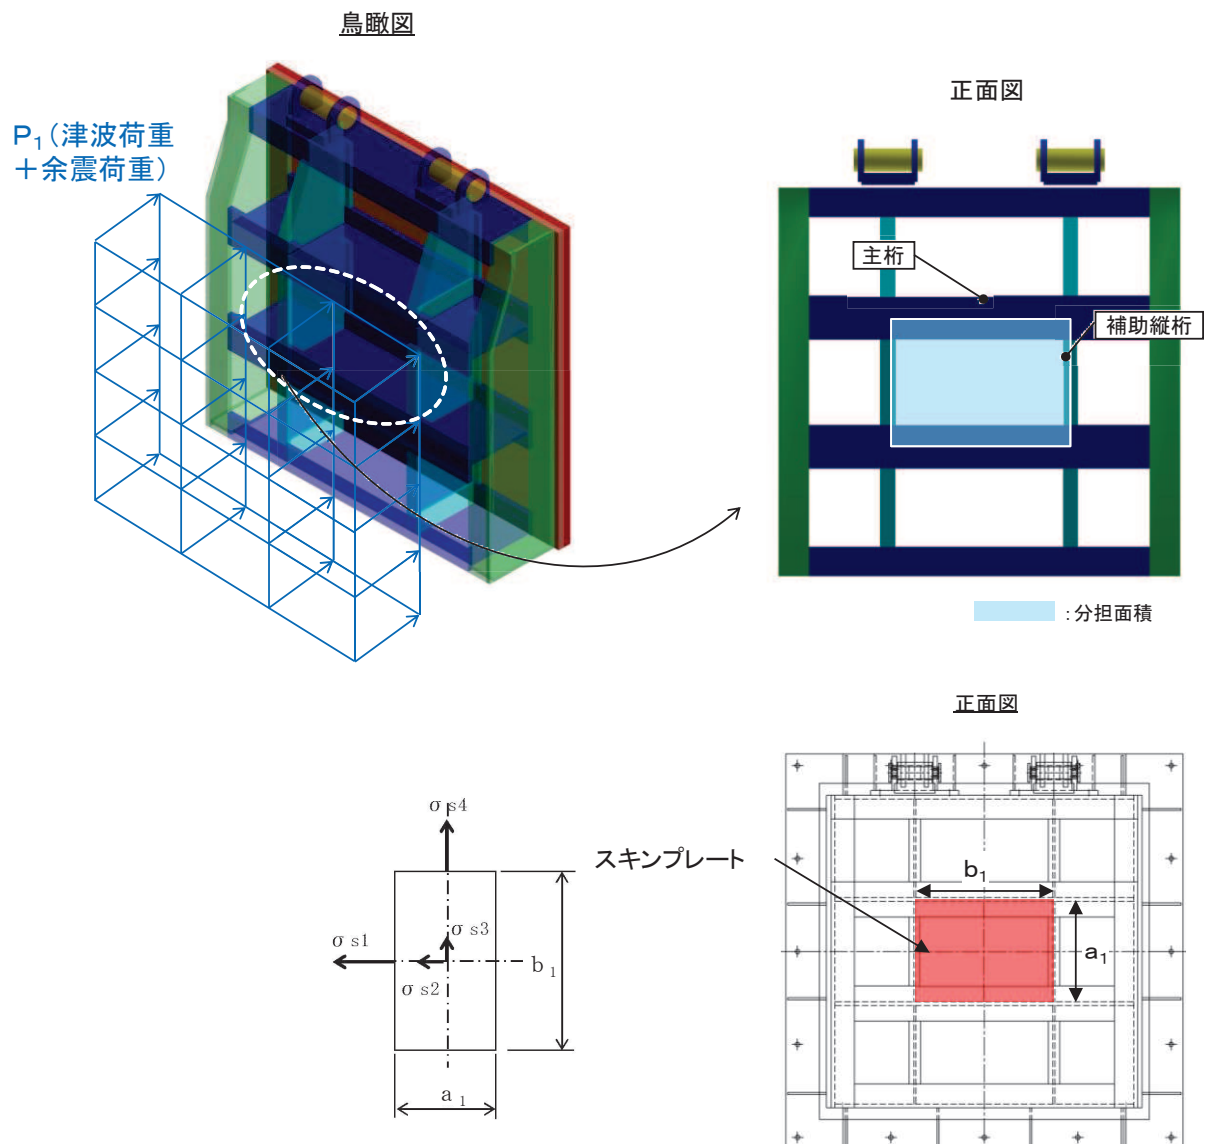 鳥瞰図
P₁(津波荷重
＋余震荷重)
正面図
主桁
補助縦桁
:分担面積
正面図
スキンプレート
b₁
a₁
σ s4
σ s3
σ s1
σ s2
b ₁
a ₁